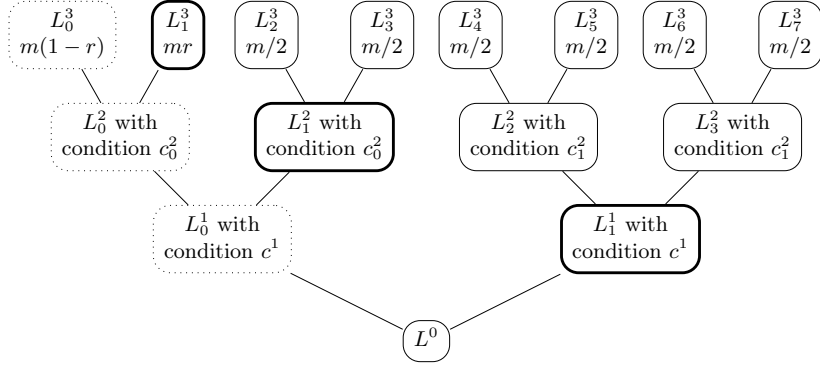 L_0^3 L_1^3 L_2^3 L_3^3 L_4^3 L_5^3 L_6^3 L_7^3
m(1 − r) mr m/2 m/2 m/2 m/2 m/2 m/2
L_0^2 with L_1^2 with L_2^2 with L_3^2 with
condition c_0^2 condition c_0^2 condition c_1^2 condition c_1^2
L_0^1 with L_1^1 with
condition c^1 condition c^1
L^0